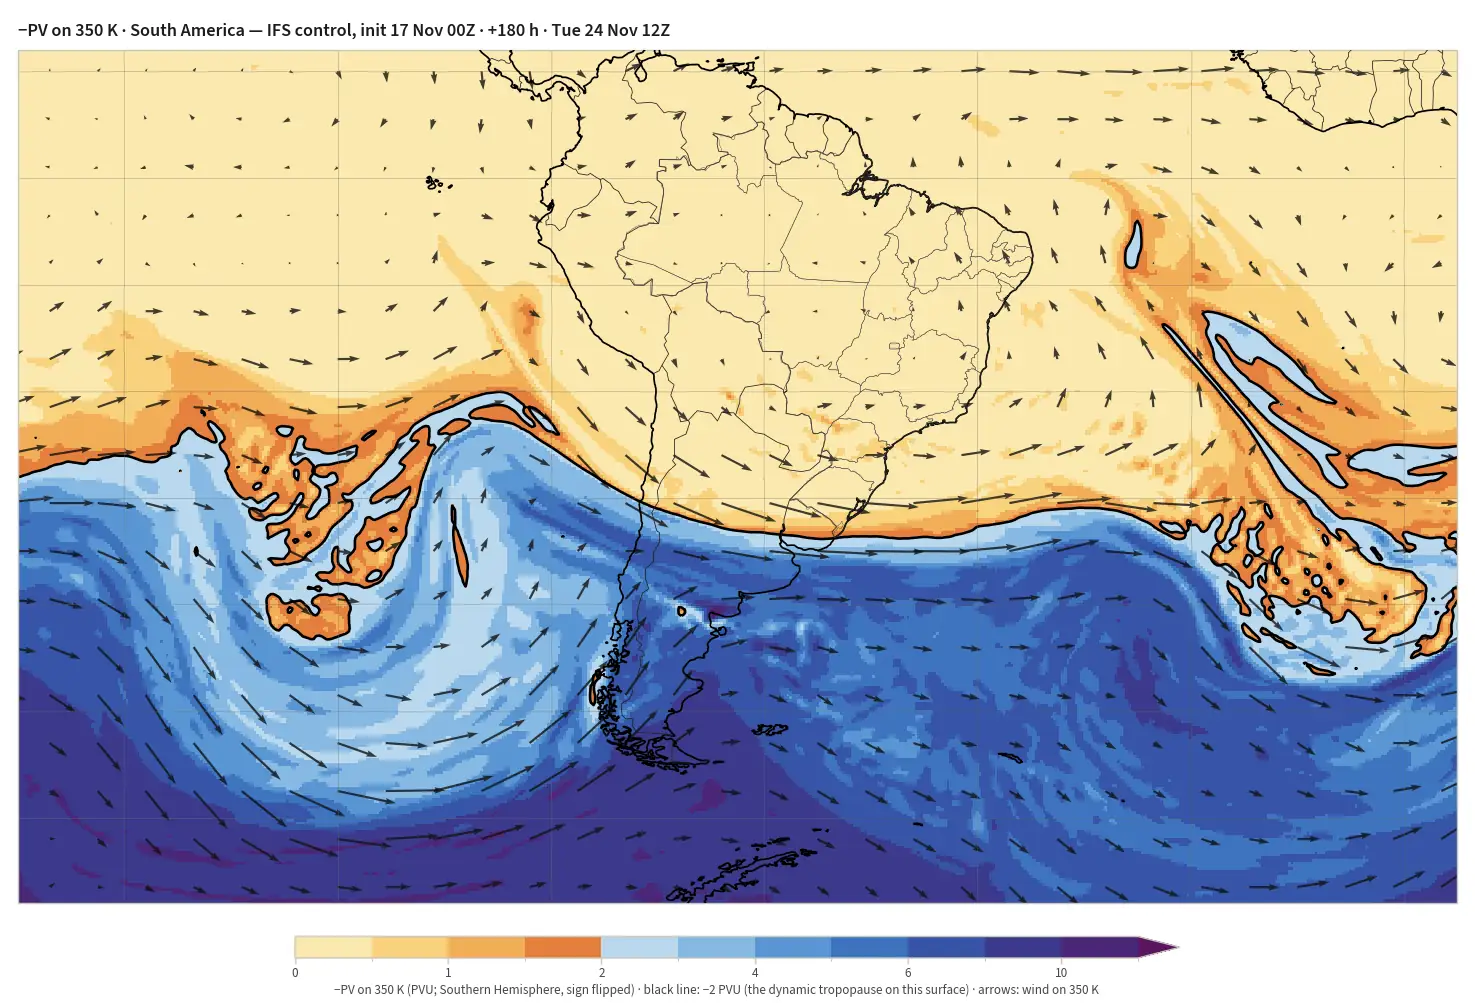 −PV on 350 K · South America — IFS control, init 17 Nov 00Z · +180 h · Tue 24 Nov 12Z
0 1 2 4 6 10
−PV on 350 K (PVU; Southern Hemisphere, sign flipped) · black line: −2 PVU (the dynamic tropopause on this surface) · arrows: wind on 350 K